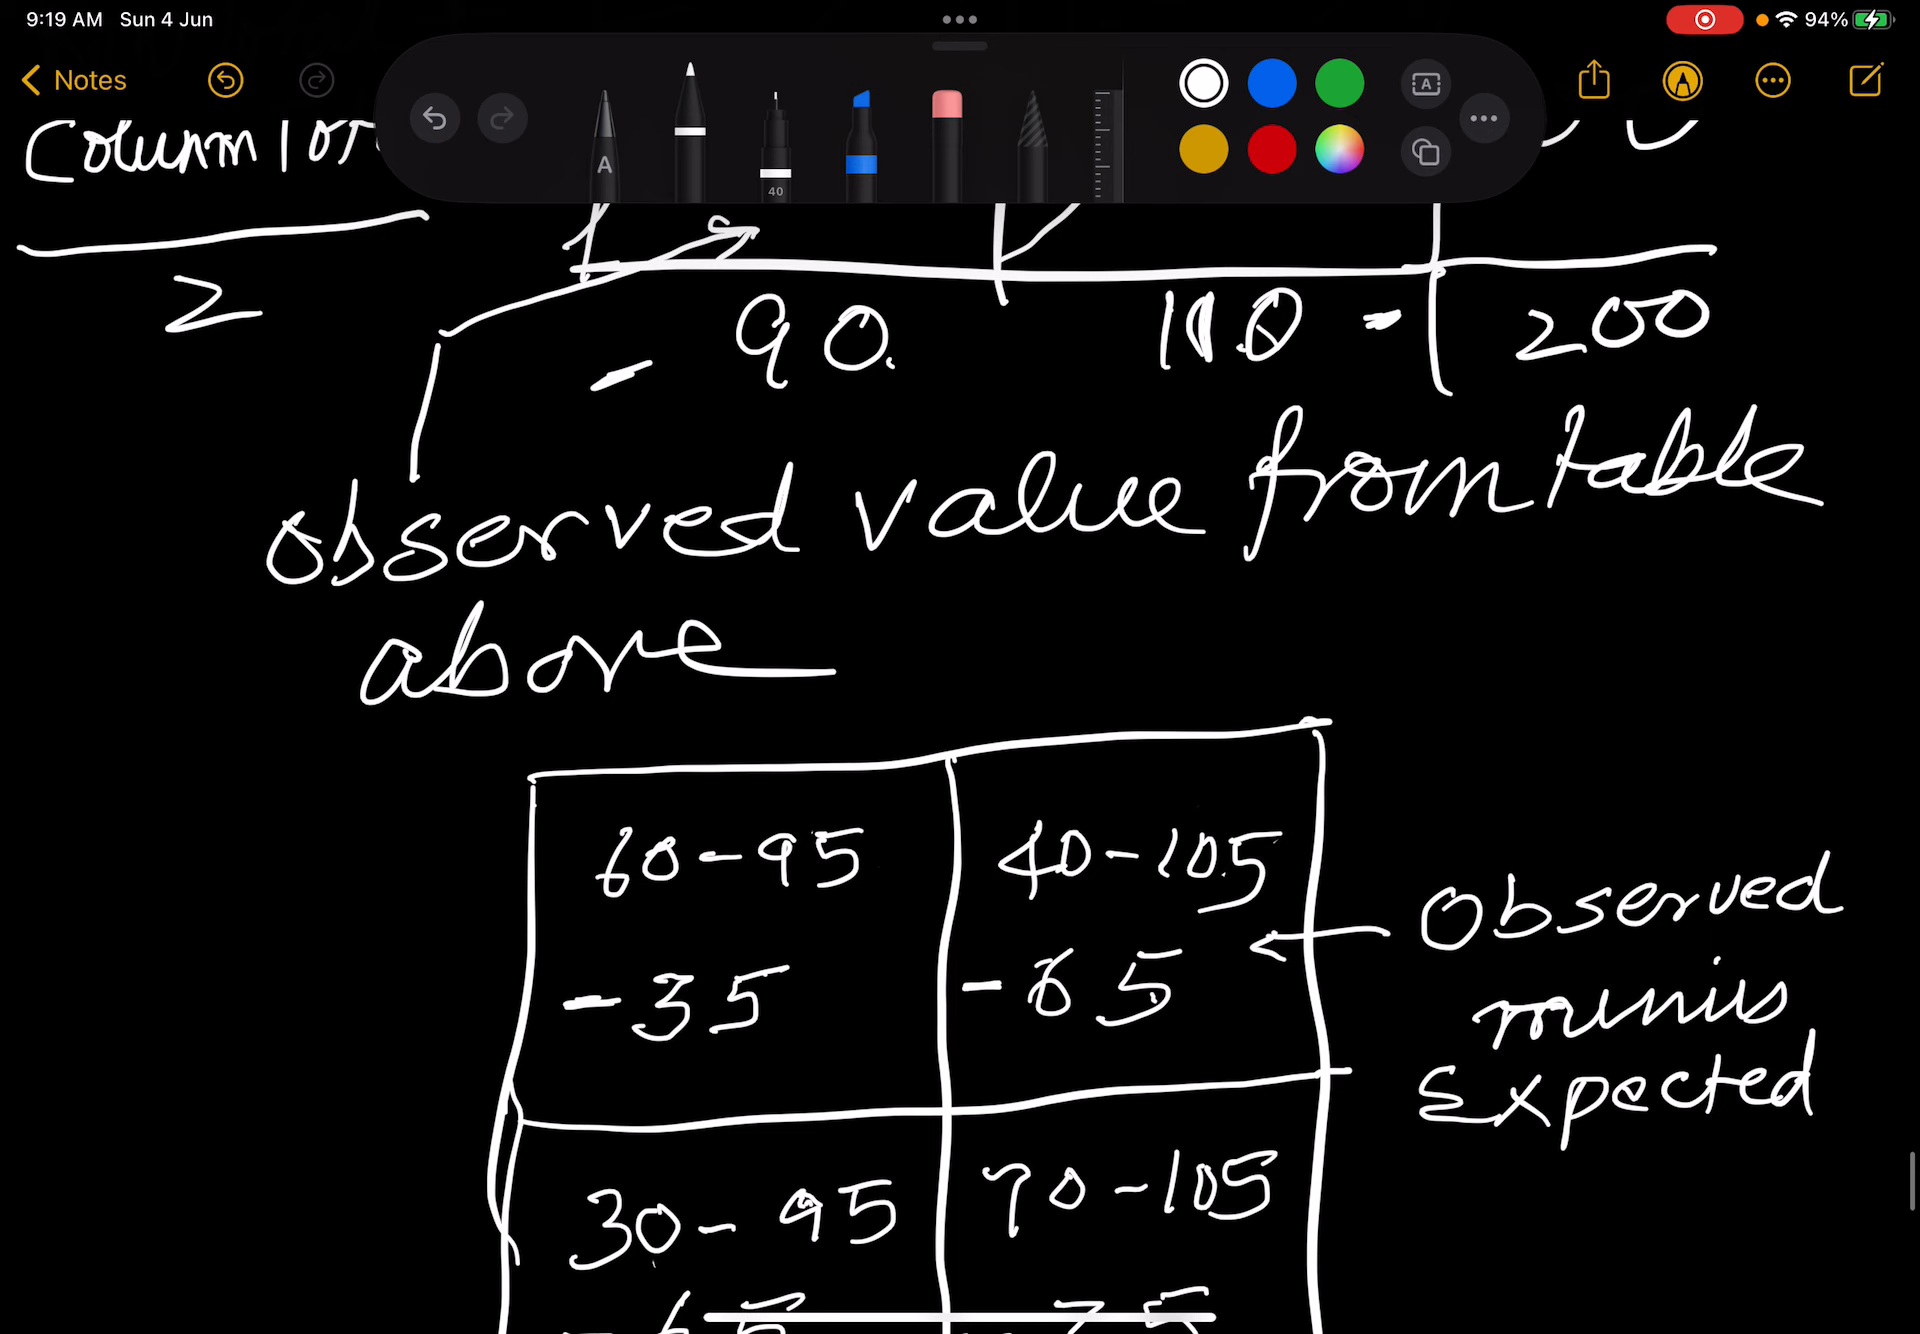 9:19 AM Sun 4 Jun
94%
Notes
A
40
A
Column
2
- 90. 110 - 200
observed value from table
above
60-95 40-105
-35 -65
Observed
minus
Expected
30-95 70-105